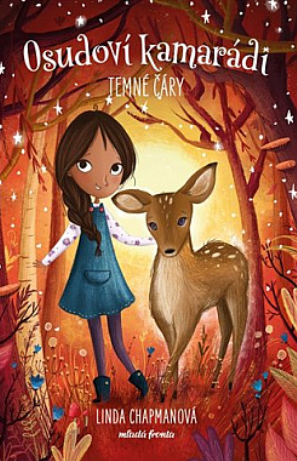 Osudoví kamarádi
TEMNÉ ČÁRY
LINDA CHAPMANOVÁ
mladá fronta